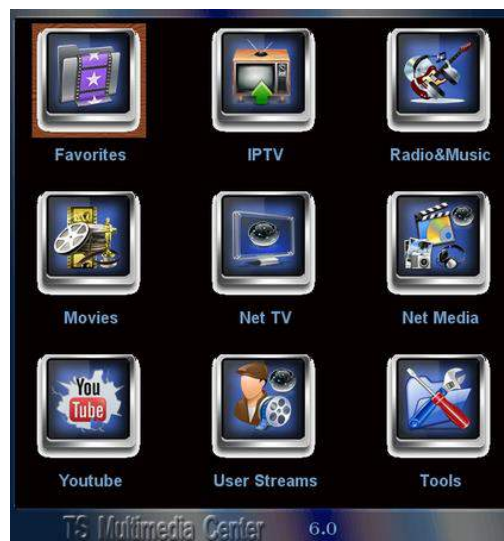 Favorites IPTV Radio&Music
Movies Net TV Net Media
You
Tube
Youtube User Streams Tools
TS Multimedia Center 6.0